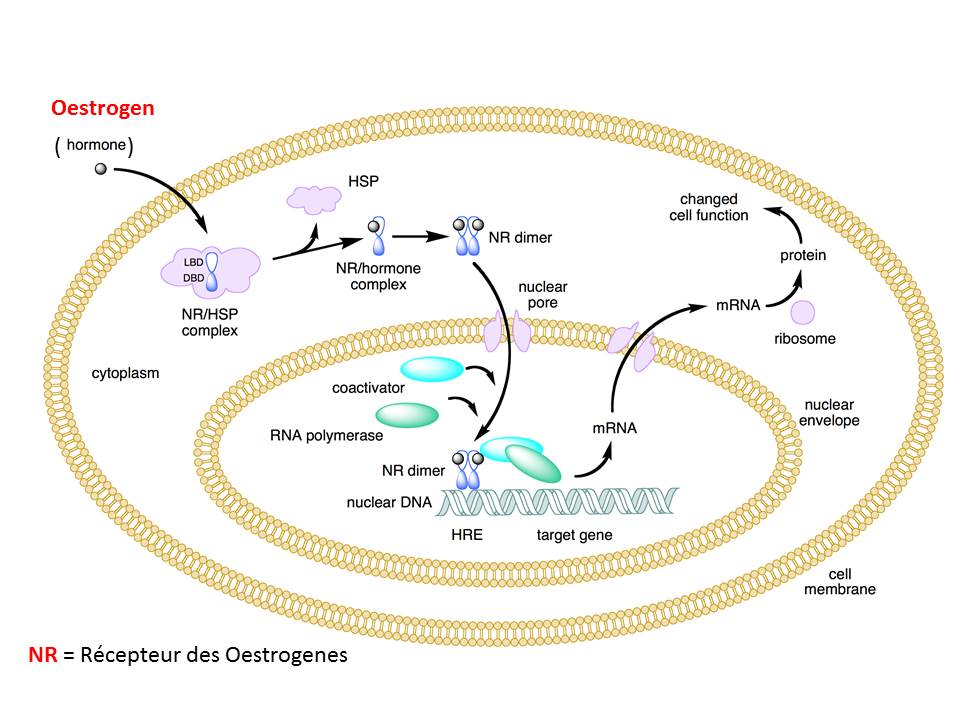 Oestrogen
( hormone)
HSP
LBD
DBD
NR/HSP
complex
NR/hormone
complex
NR dimer
nuclear
pore
changed
cell function
protein
mRNA
ribosome
cytoplasm
coactivator
RNA polymerase
mRNA
nuclear
envelope
NR dimer
nuclear DNA
HRE
target gene
cell
membrane
NR = Récepteur des Oestrogenes